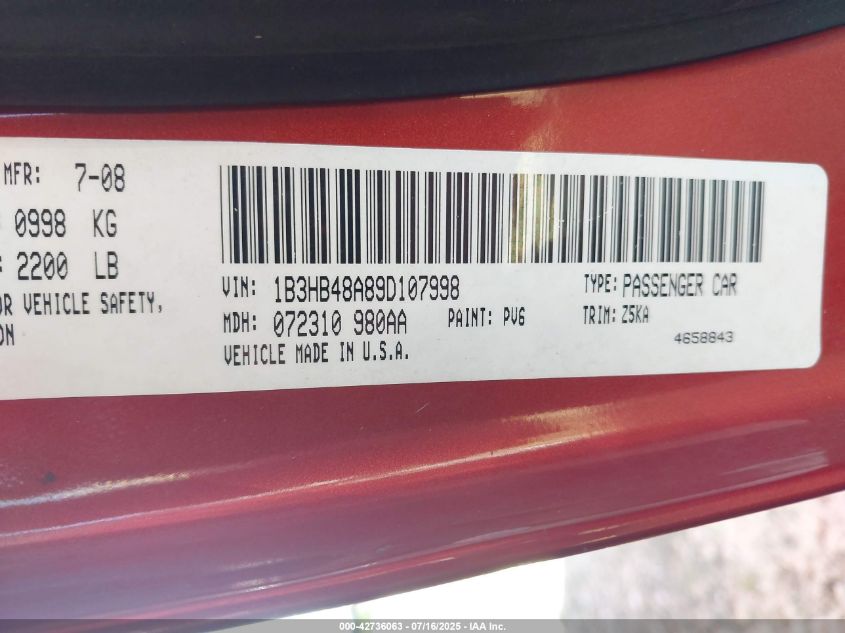 MFR: 7-08
0998 KG
2200 LB
OR VEHICLE SAFETY,
ON
VIN: 1B3HB48A89D107998
TYPE: PASSENGER CAR
MDH: 072310 980AA
PAINT: PV6
TRIM: Z5KA
VEHICLE MADE IN U.S.A.
4658843
000-42736063 - 07/16/2025 - IAA Inc.